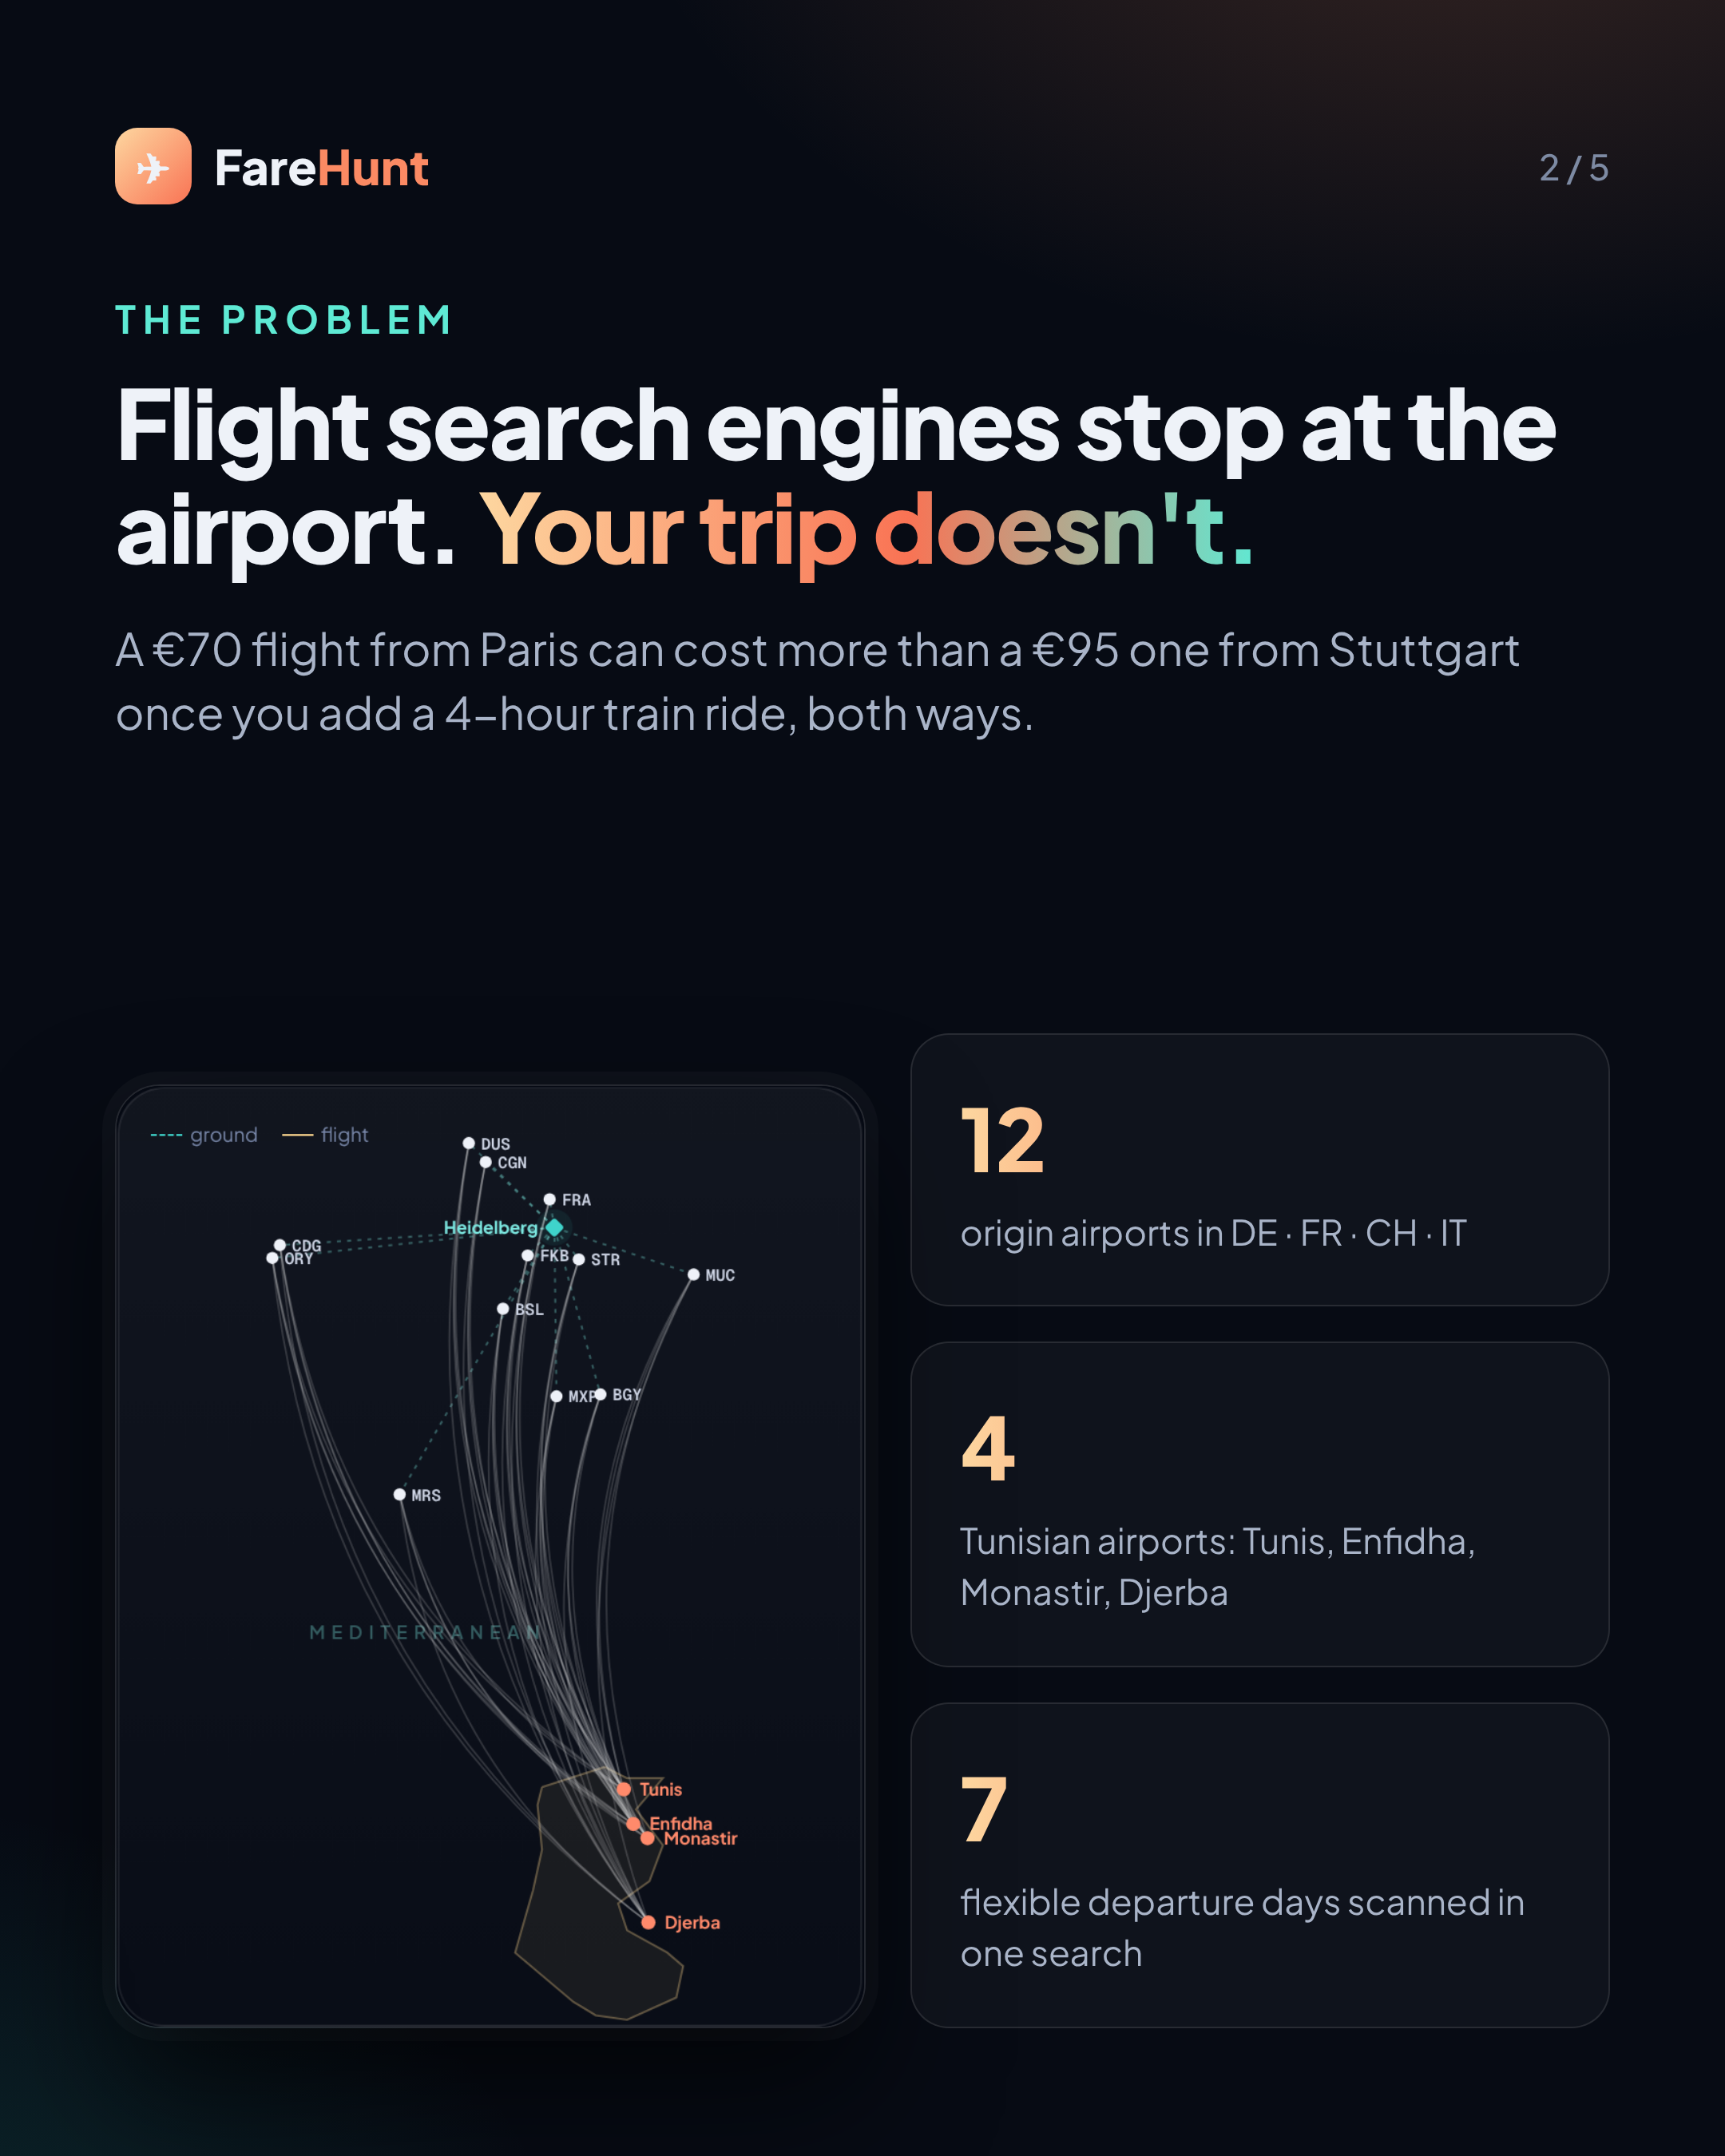 FareHunt
2 / 5
THE PROBLEM
Flight search engines stop at the
airport. Your trip doesn't.
A €70 flight from Paris can cost more than a €95 one from Stuttgart
once you add a 4–hour train ride, both ways.
ground
flight
DUS
CGN
FRA
Heidelberg
CDG
ORY
FKB
STR
MUC
BSL
MXP
BGY
MRS
MEDITERRANEAN
Tunis
Enfidha
Monastir
Djerba
12
origin airports in DE · FR · CH · IT
4
Tunisian airports: Tunis, Enfidha,
Monastir, Djerba
7
flexible departure days scanned in
one search